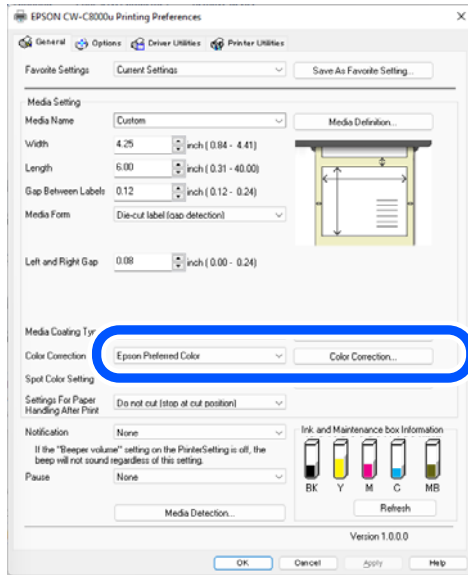 EPSON CW-C8000u Printing Preferences
General Options Driver Utilities Printer Utilities
Favorite Settings Current Settings Save As Favorite Setting...
Media Setting
Media Name Custom Media Definition...
Width 4.25 inch ( 0.84 - 4.41)
Length 6.00 inch ( 0.31 - 40.00)
Gap Between Labels 0.12 inch ( 0.12 - 0.24)
Media Form Die-cut label (gap detection)
Left and Right Gap 0.08 inch ( 0.00 - 0.24)
Media Coating
Color Correction Epson Preferred Color Color Correction...
Spot Color Setting
Settings For Paper
Handling After Print Do not cut (stop at cut position)
Notification None Ink and Maintenance box Information
If the "Beeper volume" setting on the PrinterSetting is off, the
beep will not sound regardless of this setting.
Pause None
BK Y M C MB
Media Detection... Refresh
Version 1.0.0.0
OK Cancel Apply Help